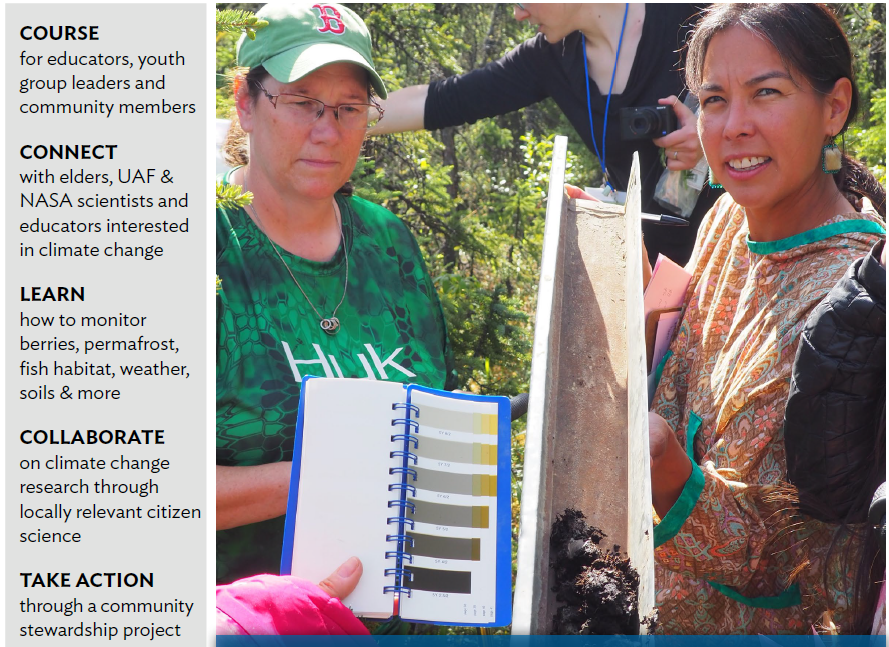 COURSE
for educators, youth
group leaders and
community members
CONNECT
with elders, UAF &
NASA scientists and
educators interested
in climate change
LEARN
how to monitor
berries, permafrost,
fish habitat, weather,
soils & more
COLLABORATE
on climate change
research through
locally relevant citizen
science
TAKE ACTION
through a community
stewardship project
B
HUK